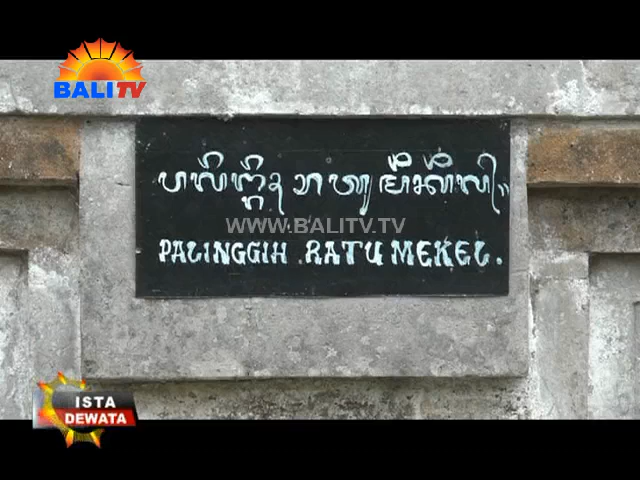 BALITV
WWW.BALITV.TV
PALINGGIH RATU MEKEL.
ISTA
DEWATA